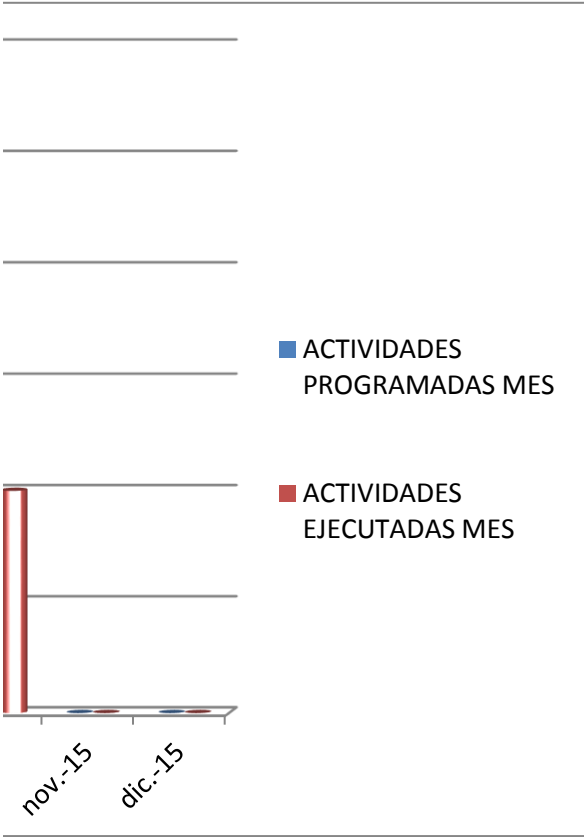 ACTIVIDADES
PROGRAMADAS MES
ACTIVIDADES
EJECUTADAS MES
nov.-15
dic.-15